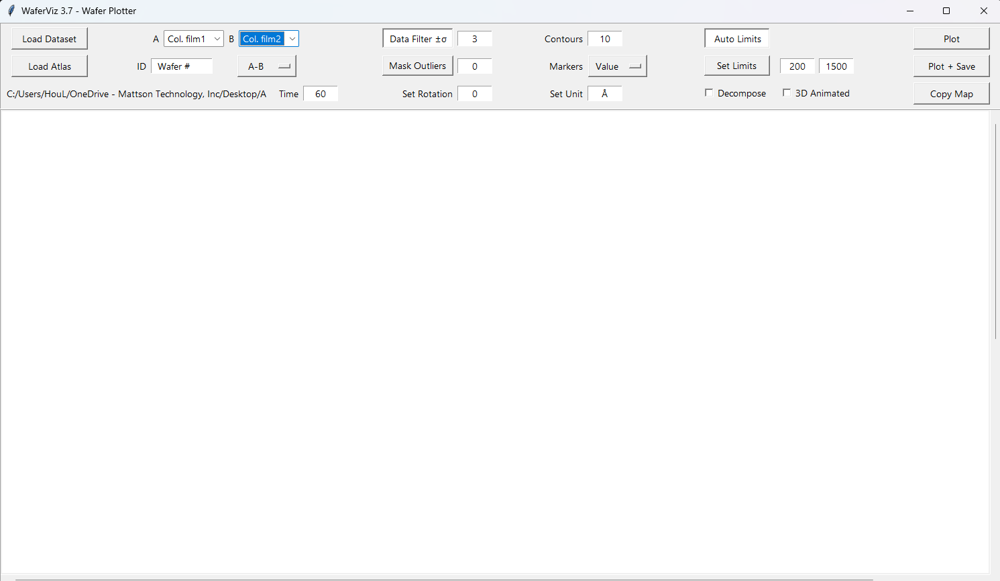 WaferViz 3.7 - Wafer Plotter
Load Dataset A Col. film1 B Col. film2 Data Filter ±σ 3 Contours 10 Auto Limits Plot
Load Atlas ID Wafer # A-B Mask Outliers 0 Markers Value Set Limits 200 1500 Plot + Save
C:/Users/HouL/OneDrive - Mattson Technology, Inc/Desktop/A Time 60 Set Rotation 0 Set Unit Å Decompose 3D Animated Copy Map